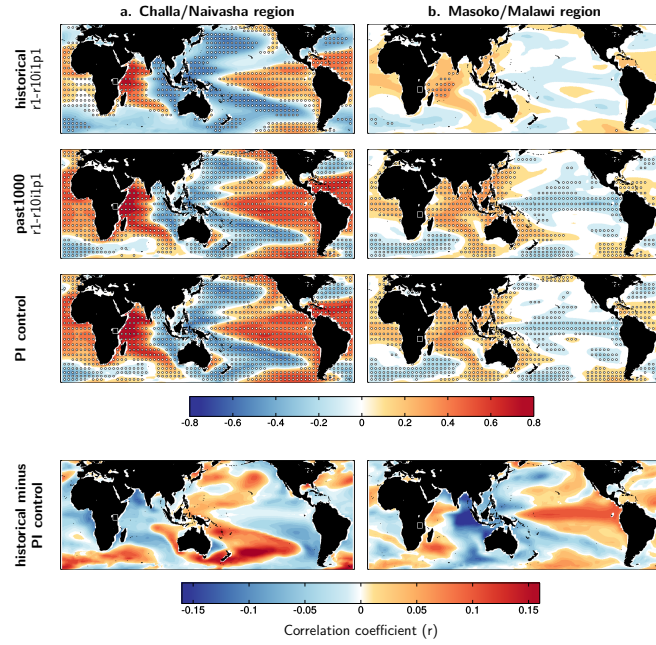 a. Challa/Naivasha region
b. Masoko/Malawi region
historical
r1-r10i1p1
past1000
r1-r10i1p1
PI control
-0.8 -0.6 -0.4 -0.2 0 0.2 0.4 0.6 0.8
historical minus
PI control
-0.15 -0.1 -0.05 0 0.05 0.1 0.15
Correlation coefficient (r)